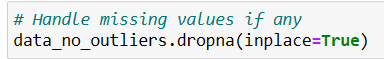 # Handle missing values if any
data_no_outliers.dropna(inplace=True)